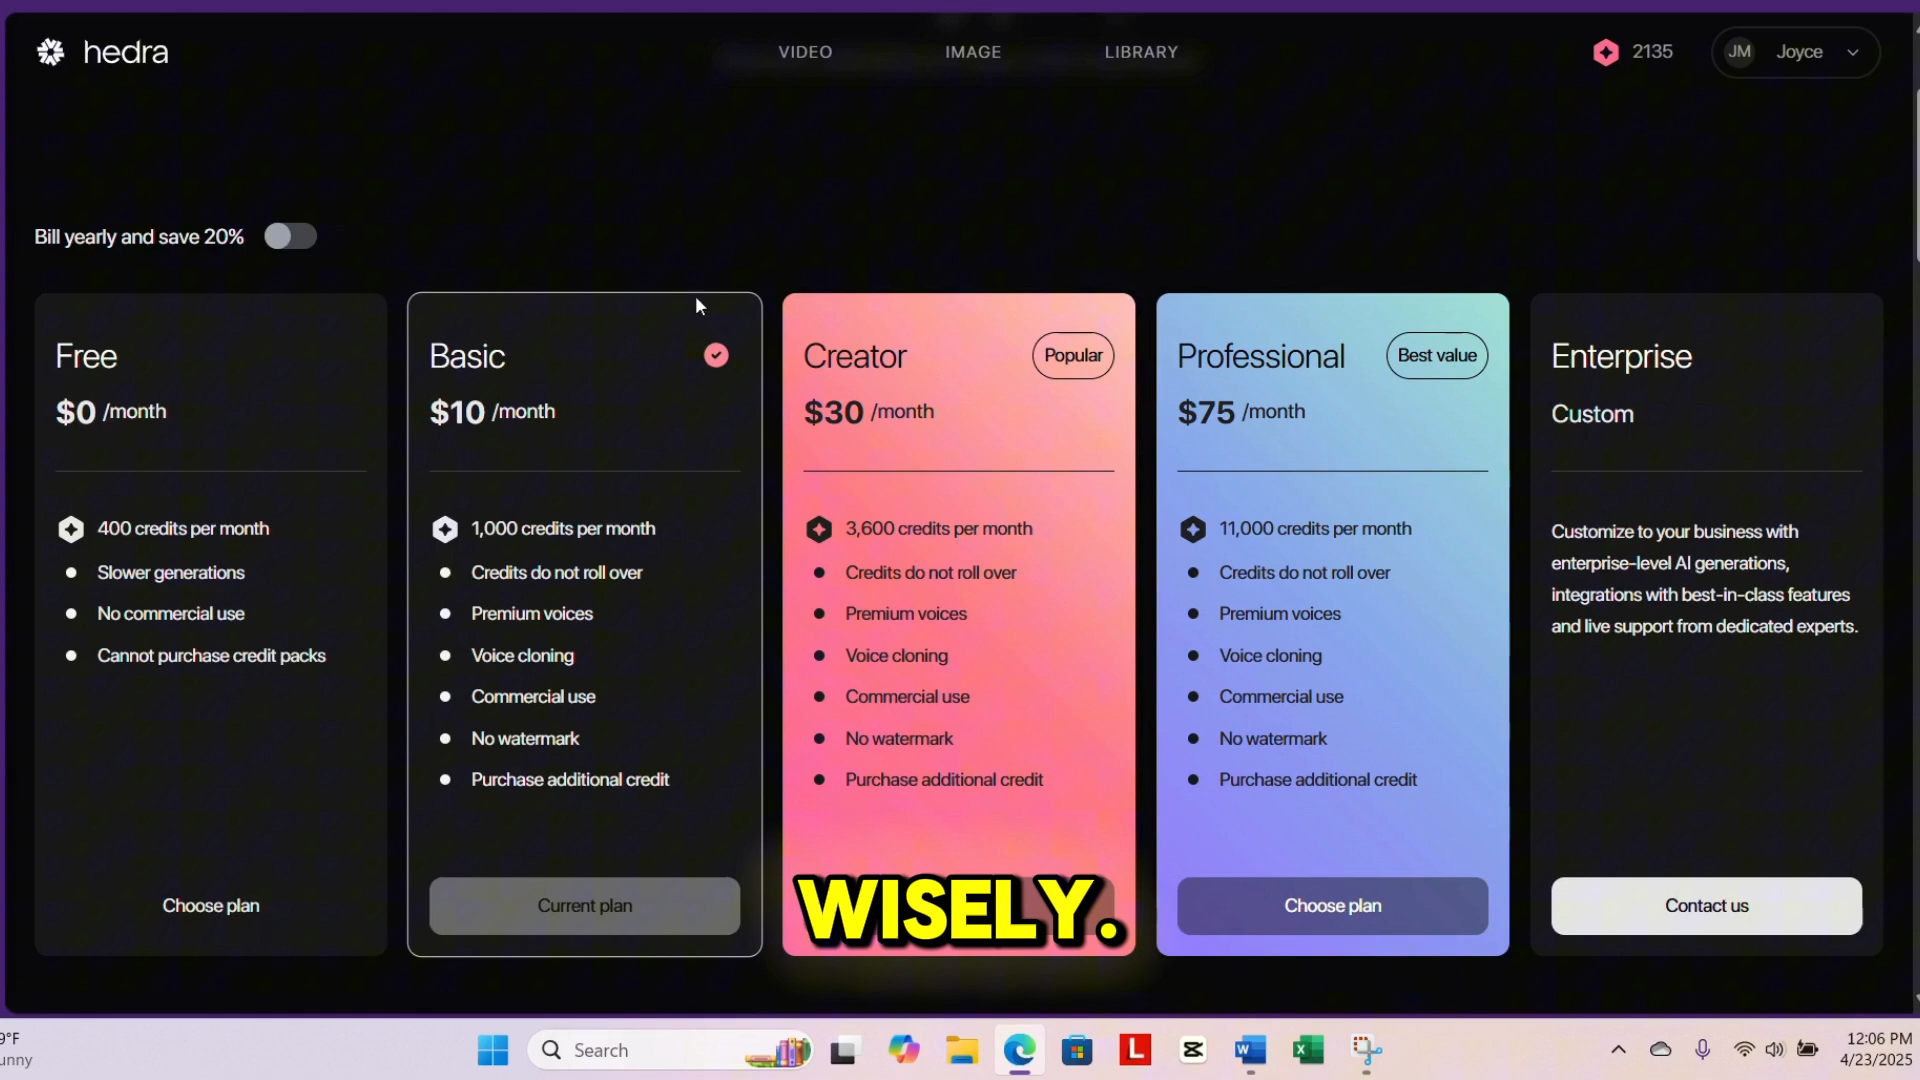 hedra
VIDEO
IMAGE
LIBRARY
2135
JM
Joyce
Bill yearly and save 20%
Free
$0 /month
400 credits per month
Slower generations
No commercial use
Cannot purchase credit packs
Choose plan
Basic
$10 /month
1,000 credits per month
Credits do not roll over
Premium voices
Voice cloning
Commercial use
No watermark
Purchase additional credit
Current plan
Creator
Popular
$30 /month
3,600 credits per month
Credits do not roll over
Premium voices
Voice cloning
Commercial use
No watermark
Purchase additional credit
WISELY.
Professional
Best value
$75 /month
11,000 credits per month
Credits do not roll over
Premium voices
Voice cloning
Commercial use
No watermark
Purchase additional credit
Choose plan
Enterprise
Custom
Customize to your business with
enterprise-level AI generations,
integrations with best-in-class features
and live support from dedicated experts.
Contact us
9°F
unny
Search
L
W
X
12:06 PM
4/23/2025